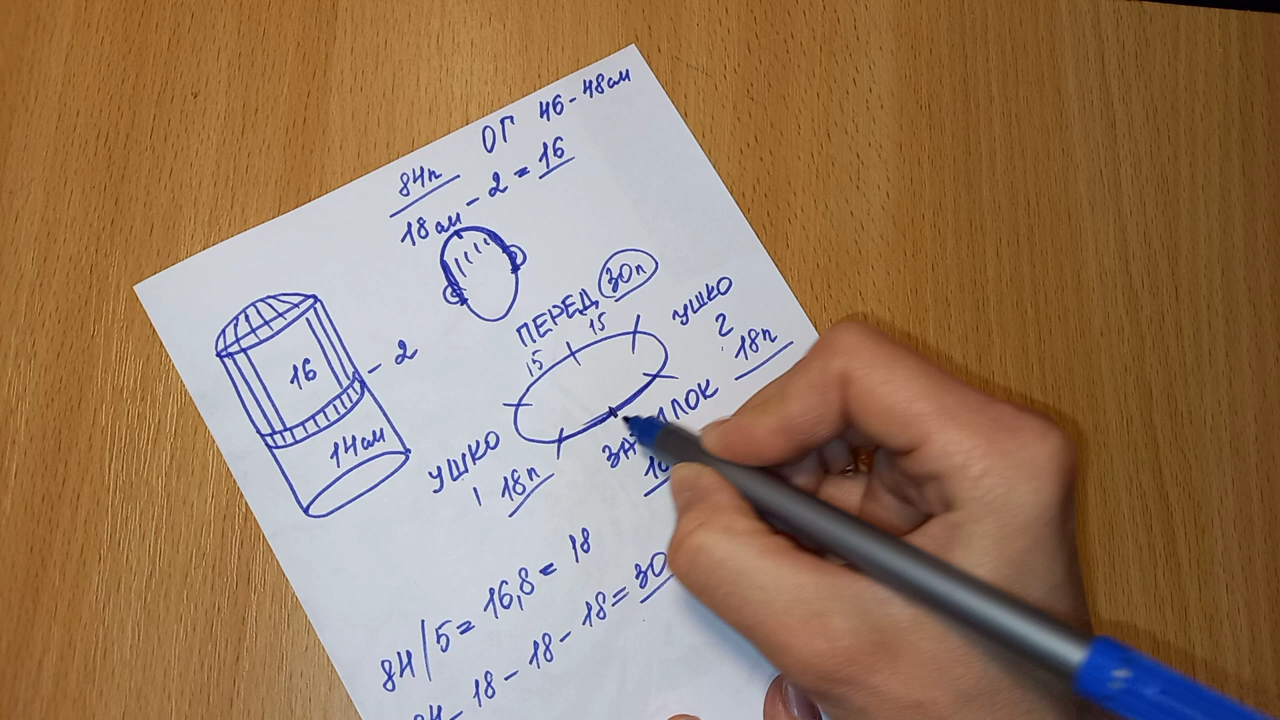 ОГ 46-48см
84п
18см - 2 = 16
ПЕРЕД 30п
15
15
УШКО
2
18п
16
- 2
14см
УШКО
1 18п
84/5 = 16,8 = 18
- 18 - 18 - 18 = 30